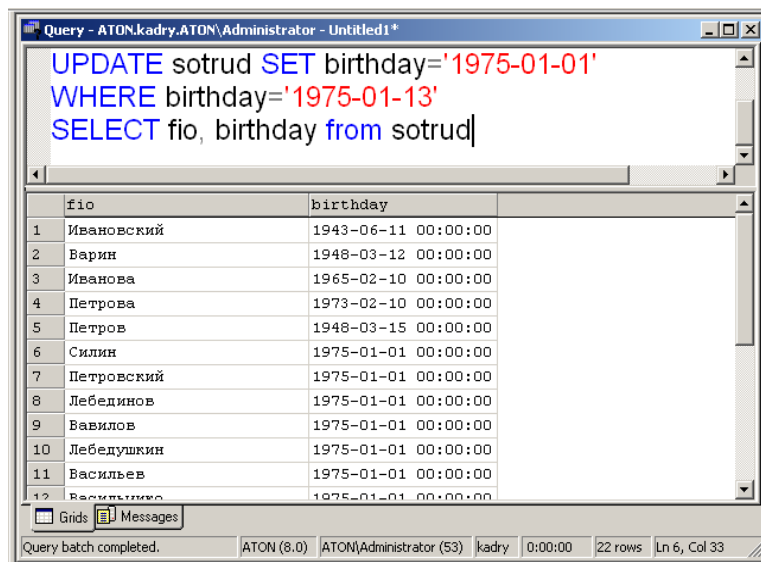 Query - ATON.kadry.ATON\Administrator - Untitled1*
UPDATE sotrud SET birthday='1975-01-01'
WHERE birthday='1975-01-13'
SELECT fio, birthday from sotrud
fio birthday
1 Ивановский 1943-06-11 00:00:00
2 Варин 1948-03-12 00:00:00
3 Иванова 1965-02-10 00:00:00
4 Петрова 1973-02-10 00:00:00
5 Петров 1948-03-15 00:00:00
6 Силин 1975-01-01 00:00:00
7 Петровский 1975-01-01 00:00:00
8 Лебединов 1975-01-01 00:00:00
9 Вавилов 1975-01-01 00:00:00
10 Лебедушкин 1975-01-01 00:00:00
11 Васильев 1975-01-01 00:00:00
12 1975-01-01 00:00:00
Grids Messages
Query batch completed. ATON (8.0) ATON\Administrator (53) kadry 0:00:00 22 rows Ln 6, Col 33